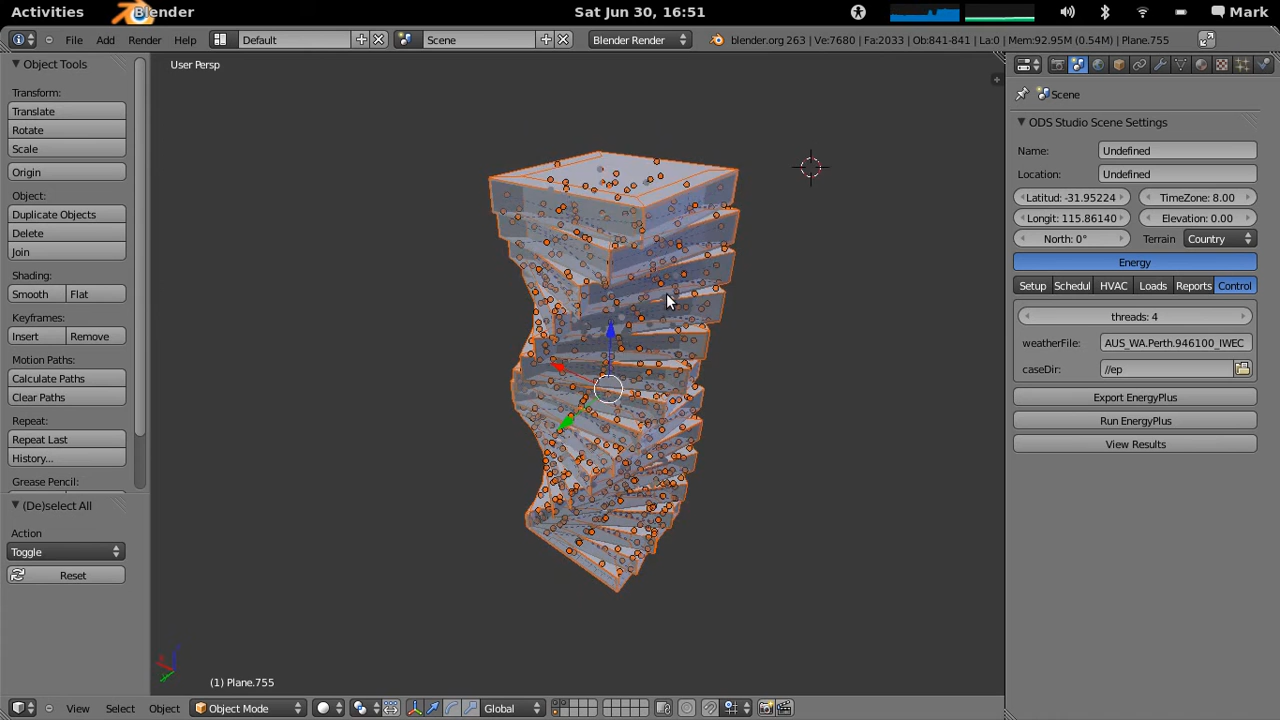 Activities Blender Sat Jun 30, 16:51 Mark
File Add Render Help Default Scene Blender Render blender.org 263 | Ve:7680 | Fa:2033 | Ob:841-841 | La:0 | Mem:92.95M (0.54M) | Plane.755
Object Tools
Transform:
Translate
Rotate
Scale
Origin
Object:
Duplicate Objects
Delete
Join
Shading:
Smooth Flat
Keyframes:
Insert Remove
Motion Paths:
Calculate Paths
Clear Paths
Repeat:
Repeat Last
History...
Grease Pencil:
(De)select All
Action
Toggle
Reset
User Persp
(1) Plane.755
View Select Object Object Mode Global
Scene
ODS Studio Scene Settings
Name: Undefined
Location: Undefined
Latitud: -31.95224 TimeZone: 8.00
Longit: 115.86140 Elevation: 0.00
North: 0° Terrain Country
Energy
Setup Schedul HVAC Loads Reports Control
threads: 4
weatherFile: AUS_WA.Perth.946100_IWEC
caseDir: //ep
Export EnergyPlus
Run EnergyPlus
View Results